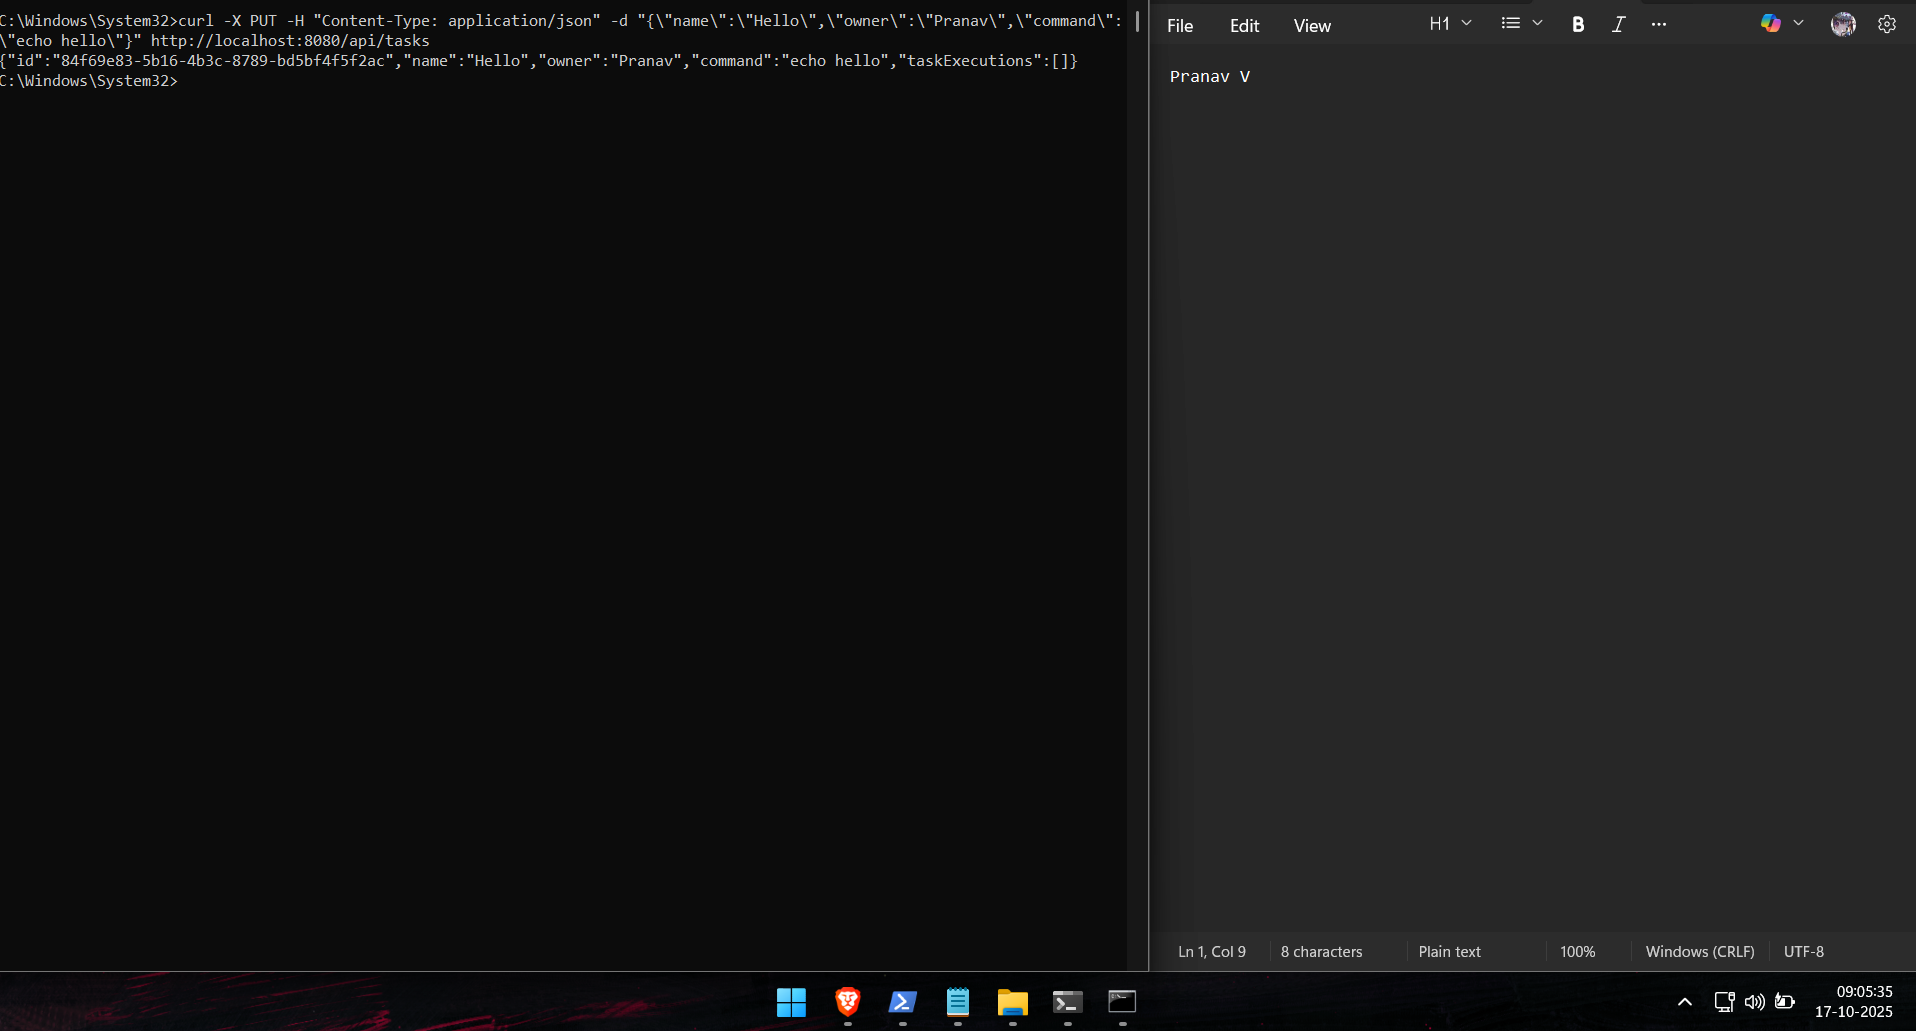 C:\Windows\System32>curl -X PUT -H "Content-Type: application/json" -d "{\"name\":\"Hello\",\"owner\":\"Pranav\",\"command\":
\"echo hello\"}" http://localhost:8080/api/tasks
{"id":"84f69e83-5b16-4b3c-8789-bd5bf4f5f2ac","name":"Hello","owner":"Pranav","command":"echo hello","taskExecutions":[]}
C:\Windows\System32>
File Edit View H1 B I ...
Pranav V
Ln 1, Col 9 8 characters Plain text 100% Windows (CRLF) UTF-8
09:05:35
17-10-2025